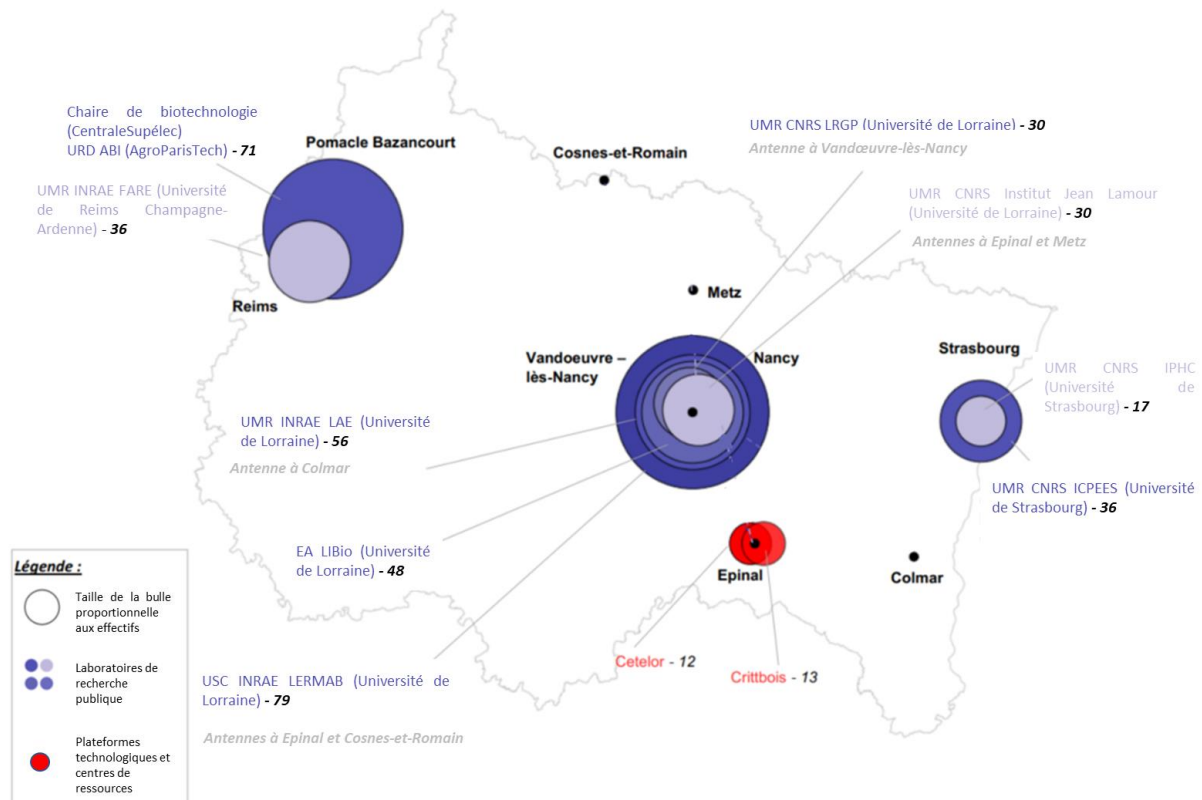 Chaire de biotechnologie
(CentraleSupélec)
URD ABI (AgroParisTech) - 71
Pomacle Bazancourt
UMR INRAE FARE (Université
de Reims Champagne-
Ardenne) - 36
Reims
Cosnes-et-Romain
UMR CNRS LRGP (Université de Lorraine) - 30
Antenne à Vandœuvre-lès-Nancy
UMR CNRS Institut Jean Lamour
(Université de Lorraine) - 30
Antennes à Epinal et Metz
Metz
Vandoeuvre –
lès-Nancy
Nancy
Strasbourg
UMR CNRS IPHC
(Université de
Strasbourg) - 17
UMR INRAE LAE (Université
de Lorraine) - 56
Antenne à Colmar
UMR CNRS ICPEES (Université
de Strasbourg) - 36
EA LIBio (Université
de Lorraine) - 48
Epinal
Colmar
Cetelor - 12
Crittbois - 13
USC INRAE LERMAB (Université de
Lorraine) - 79
Antennes à Epinal et Cosnes-et-Romain
Légende :
Taille de la bulle
proportionnelle
aux effectifs
Laboratoires de
recherche
publique
Plateformes
technologiques et
centres de
ressources